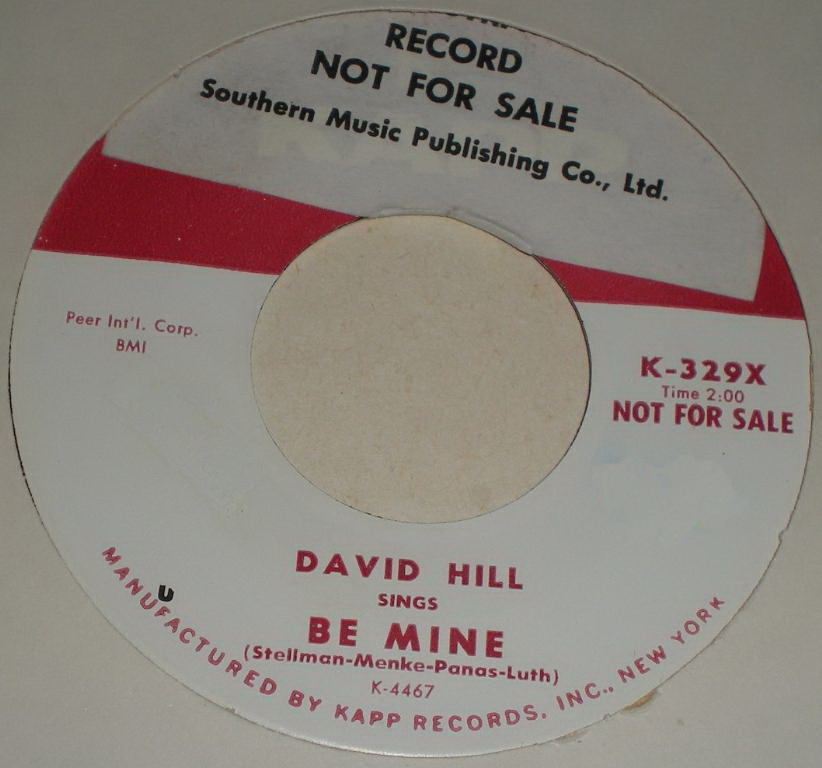 RECORD
NOT FOR SALE
Southern Music Publishing Co., Ltd.
Peer Int'l. Corp.
BMI
K-329X
Time 2:00
NOT FOR SALE
DAVID HILL
SINGS
BE MINE
(Stellman-Menke-Panas-Luth)
K-4467
U
MANUFACTURED BY KAPP RECORDS, INC., NEW YORK